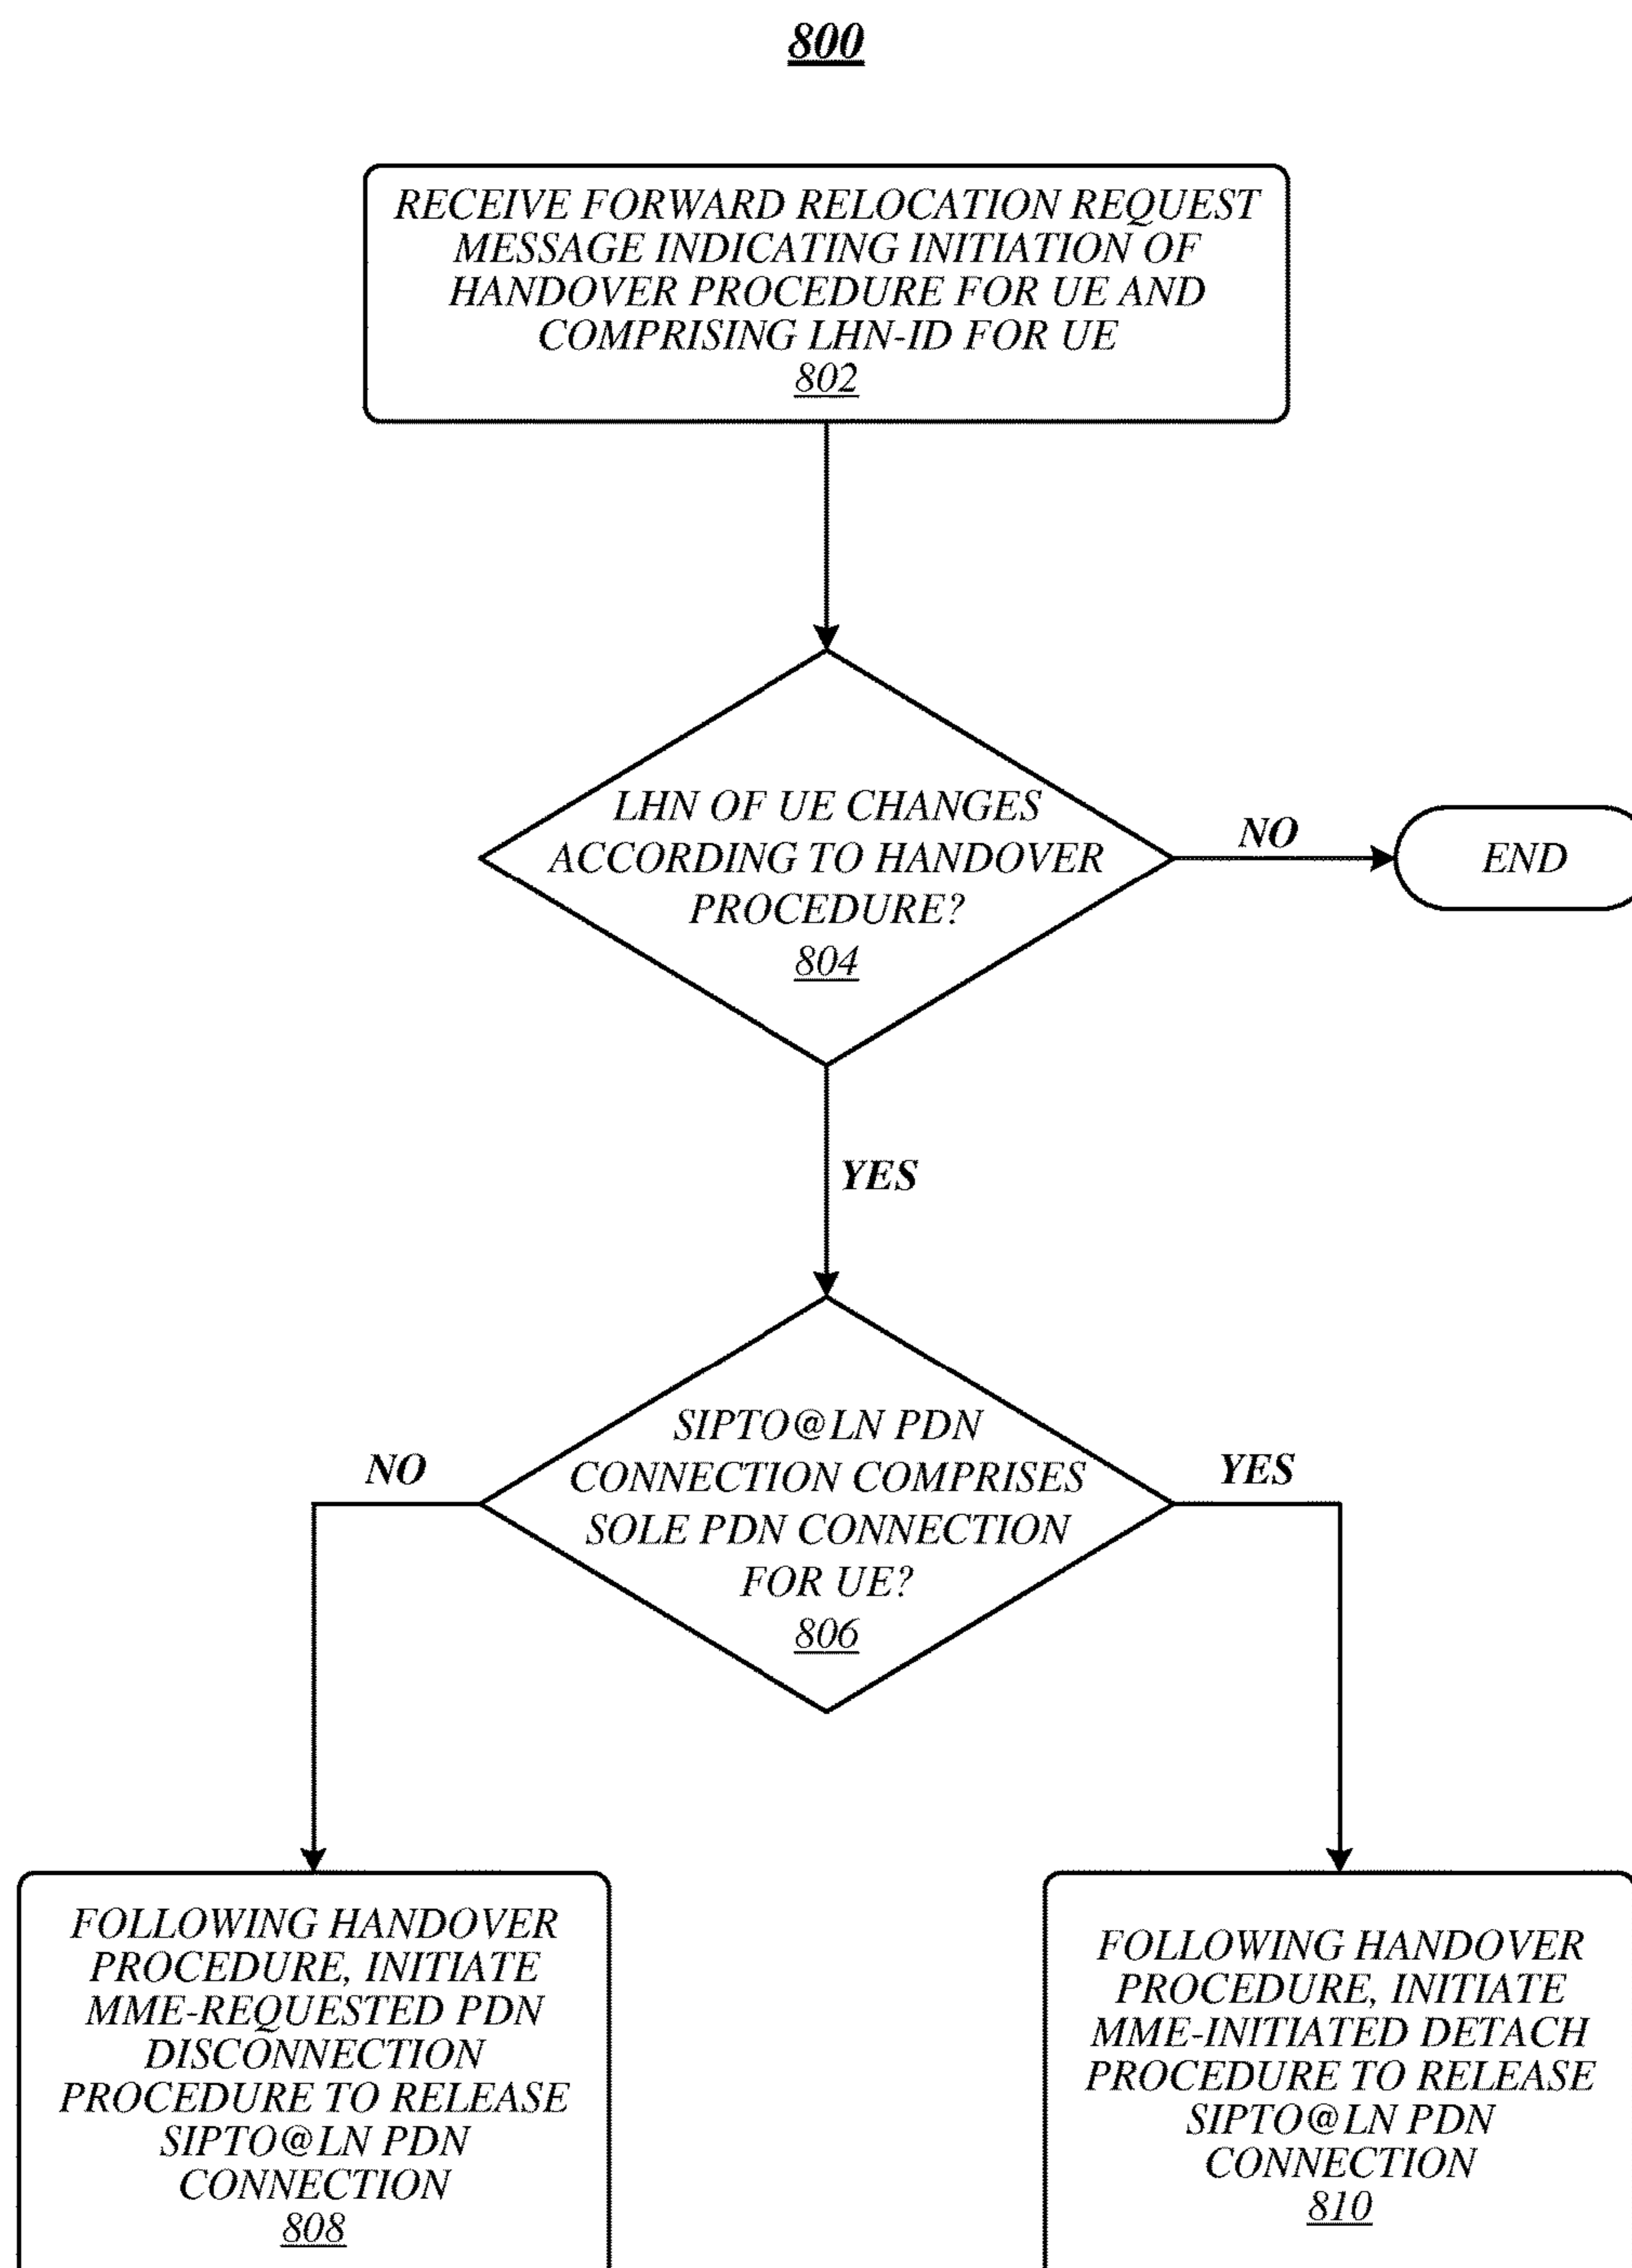 800
RECEIVE FORWARD RELOCATION REQUEST
MESSAGE INDICATING INITIATION OF
HANDOVER PROCEDURE FOR UE AND
COMPRISING LHN-ID FOR UE
802
LHN OF UE CHANGES
ACCORDING TO HANDOVER
PROCEDURE?
804
NO
END
YES
SIPTO@LN PDN
CONNECTION COMPRISES
SOLE PDN CONNECTION
FOR UE?
806
NO
YES
FOLLOWING HANDOVER
PROCEDURE, INITIATE
MME-REQUESTED PDN
DISCONNECTION
PROCEDURE TO RELEASE
SIPTO@LN PDN
CONNECTION
808
FOLLOWING HANDOVER
PROCEDURE, INITIATE
MME-INITIATED DETACH
PROCEDURE TO RELEASE
SIPTO@LN PDN
CONNECTION
810